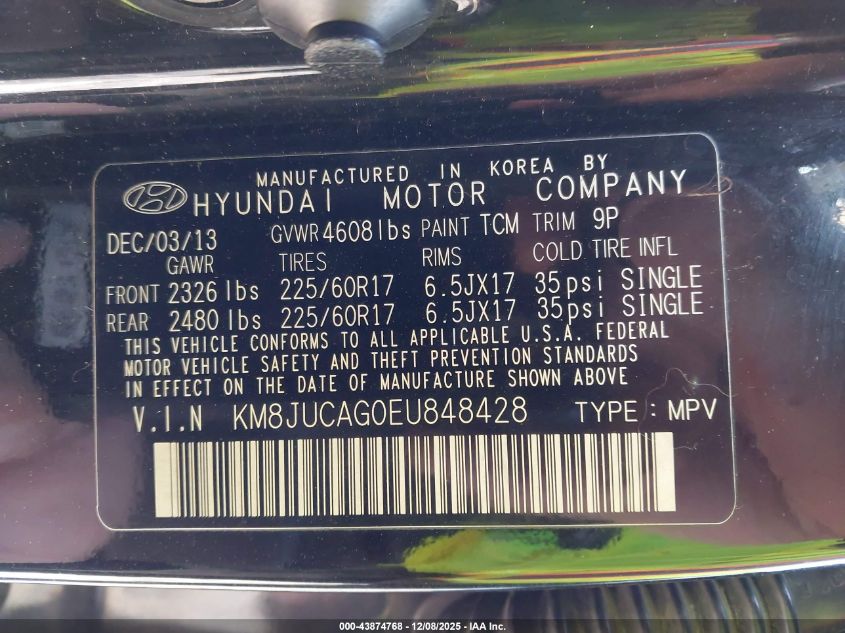 MANUFACTURED IN KOREA BY
HYUNDAI MOTOR COMPANY
DEC/03/13 GVWR 4608lbs PAINT TCM TRIM 9P
GAWR TIRES RIMS COLD TIRE INFL
FRONT 2326 lbs 225/60R17 6.5JX17 35psi SINGLE
REAR 2480 lbs 225/60R17 6.5JX17 35psi SINGLE
THIS VEHICLE CONFORMS TO ALL APPLICABLE U.S.A. FEDERAL
MOTOR VEHICLE SAFETY AND THEFT PREVENTION STANDARDS
IN EFFECT ON THE DATE OF MANUFACTURE SHOWN ABOVE
V.I.N KM8JUCAG0EU848428 TYPE : MPV
000-43874768 - 12/08/2025 - IAA Inc.